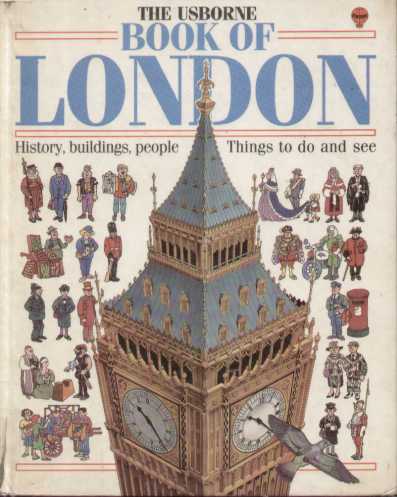 THE USBORNE
BOOK OF
LONDON
History, buildings, people
Things to do and see